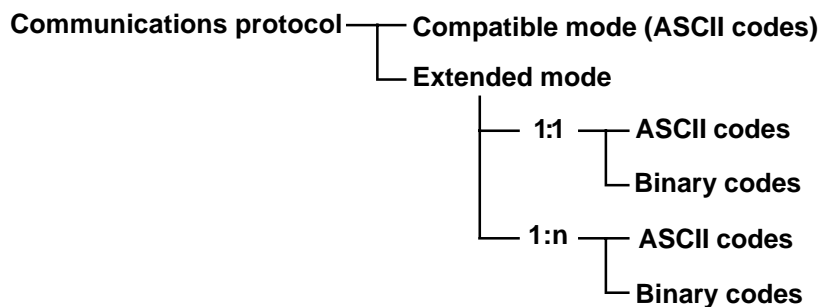 Communications protocol Compatible mode (ASCII codes)
Extended mode
1:1 ASCII codes
Binary codes
1:n ASCII codes
Binary codes